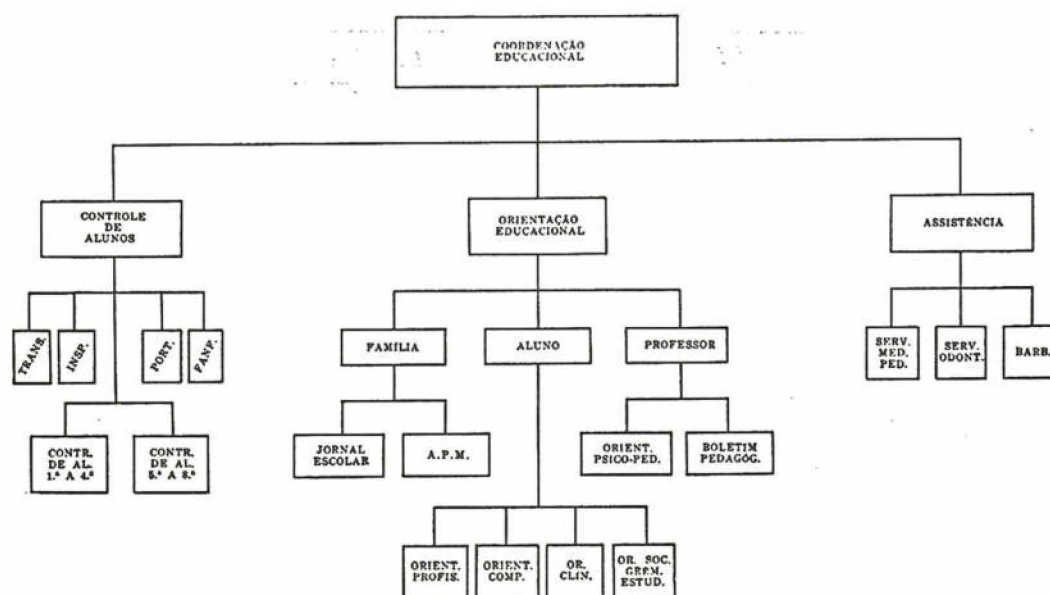 COORDENAÇÃO
EDUCACIONAL
CONTROLE
DE
ALUNOS
ORIENTAÇÃO
EDUCACIONAL
ASSISTÊNCIA
TRANS.
INSP.
PORT.
FANF.
FAMÍLIA
ALUNO
PROFESSOR
SERV.
MED.
PED.
SERV.
ODONT.
BARB.
CONTR.
DE AL.
1.ª A 4.ª
CONTR.
DE AL.
5.ª A 8.ª
JORNAL
ESCOLAR
A.P.M.
ORIENT.
PSICO-PED.
BOLETIM
PEDAGÓG.
ORIENT.
PROFIS.
ORIENT.
COMP.
OR.
CLÍN.
OR. SOC.
GREM.
ESTUD.